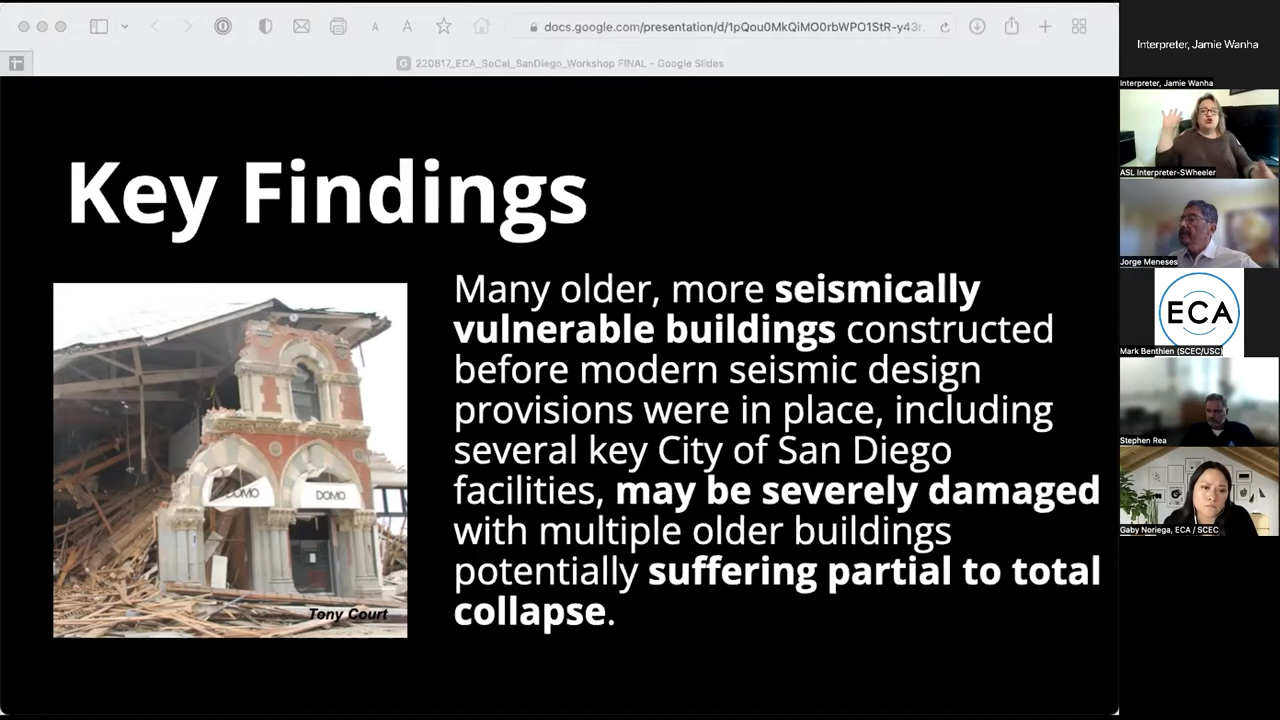 docs.google.com/presentation/d/1pQou0MkQiMO0rbWPO1StR-y43r
220817_ECA_SoCal_SanDiego_Workshop FINAL - Google Slides
Key Findings
Many older, more seismically
vulnerable buildings constructed
before modern seismic design
provisions were in place, including
several key City of San Diego
facilities, may be severely damaged
with multiple older buildings
potentially suffering partial to total
collapse.
DOMO
DOMO
Tony Court
Interpreter, Jamie Wanha
Interpreter, Jamie Wanha
ASL Interpreter-SWheeler
Jorge Meneses
ECA
Mark Benthien (SCEC/USC)
Stephen Rea
Gaby Noriega, ECA / SCEC